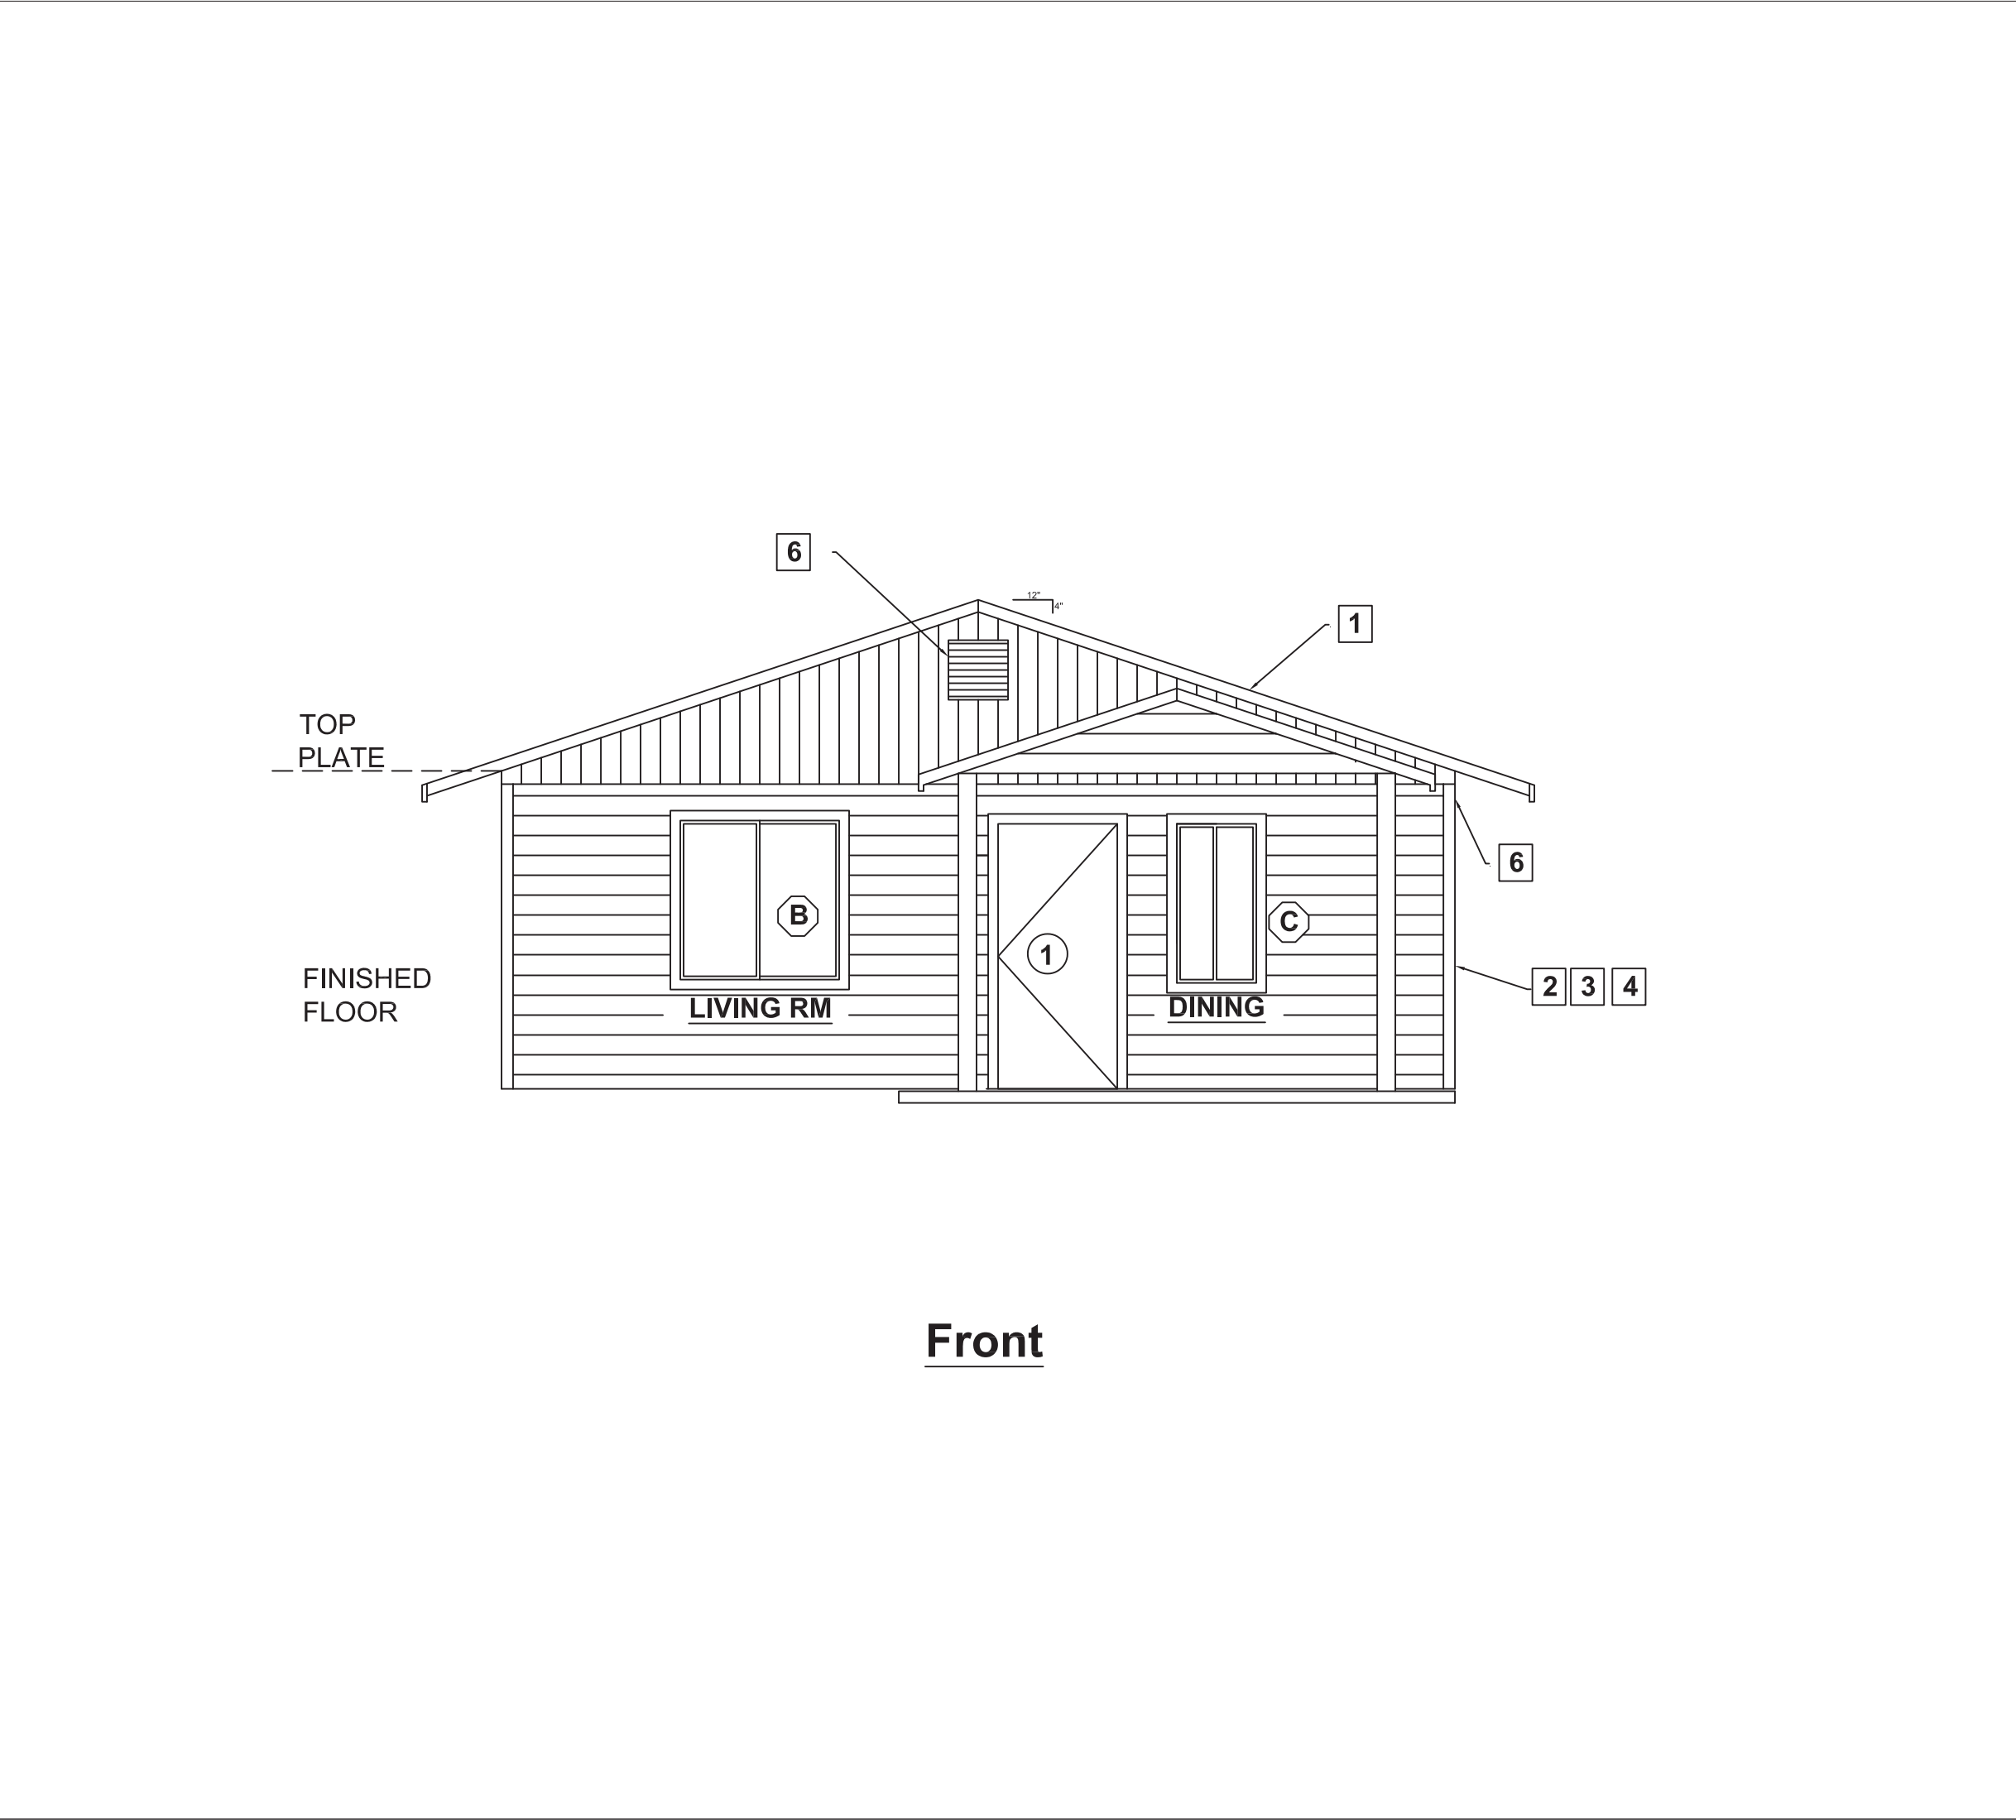 6
12"
4"
1
TOP
PLATE
6
B
C
1
FINISHED
FLOOR
2 3 4
LIVING RM
DINING
Front